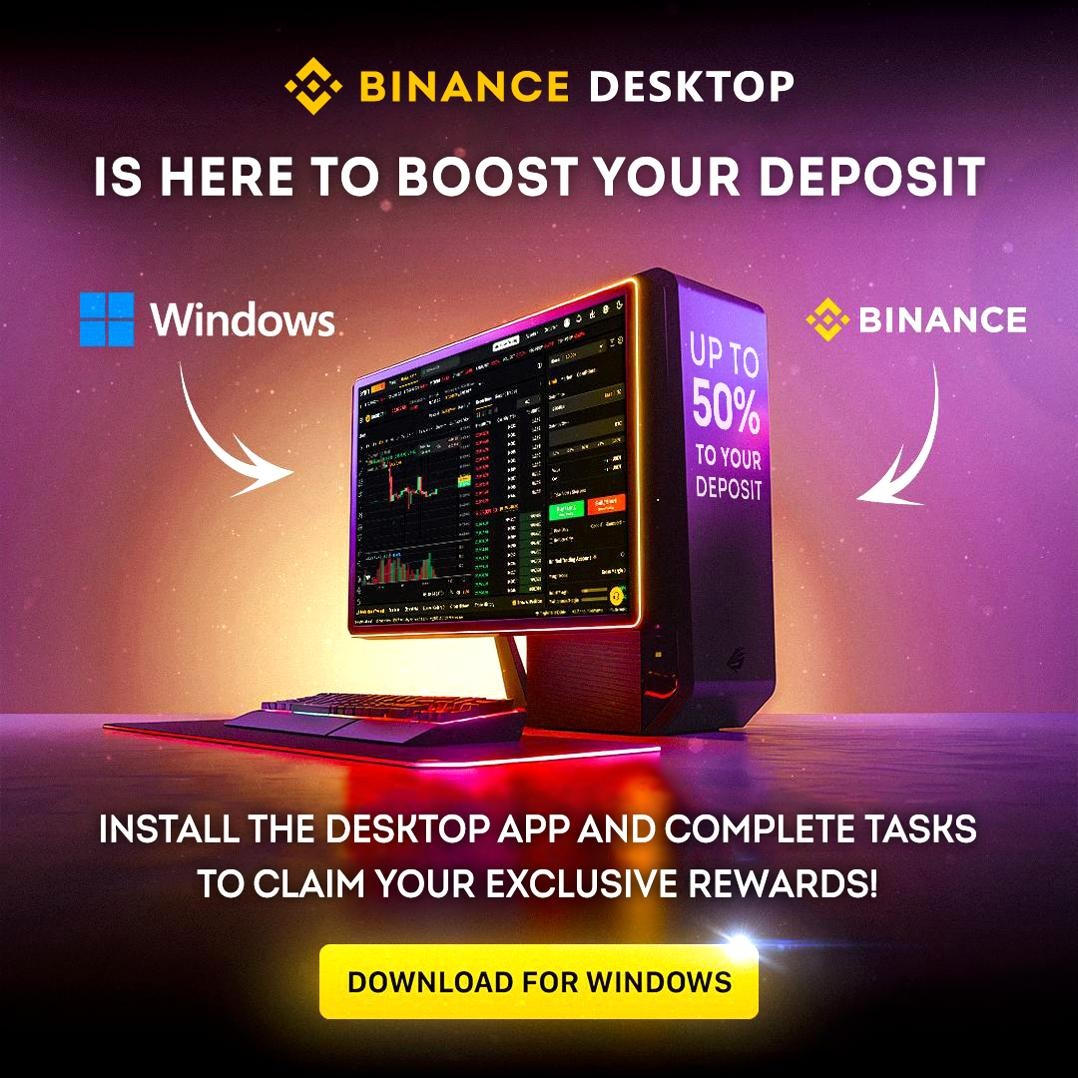 BINANCE DESKTOP
IS HERE TO BOOST YOUR DEPOSIT
Windows
BINANCE
UP TO
50%
TO YOUR
DEPOSIT
INSTALL THE DESKTOP APP AND COMPLETE TASKS
TO CLAIM YOUR EXCLUSIVE REWARDS!
DOWNLOAD FOR WINDOWS